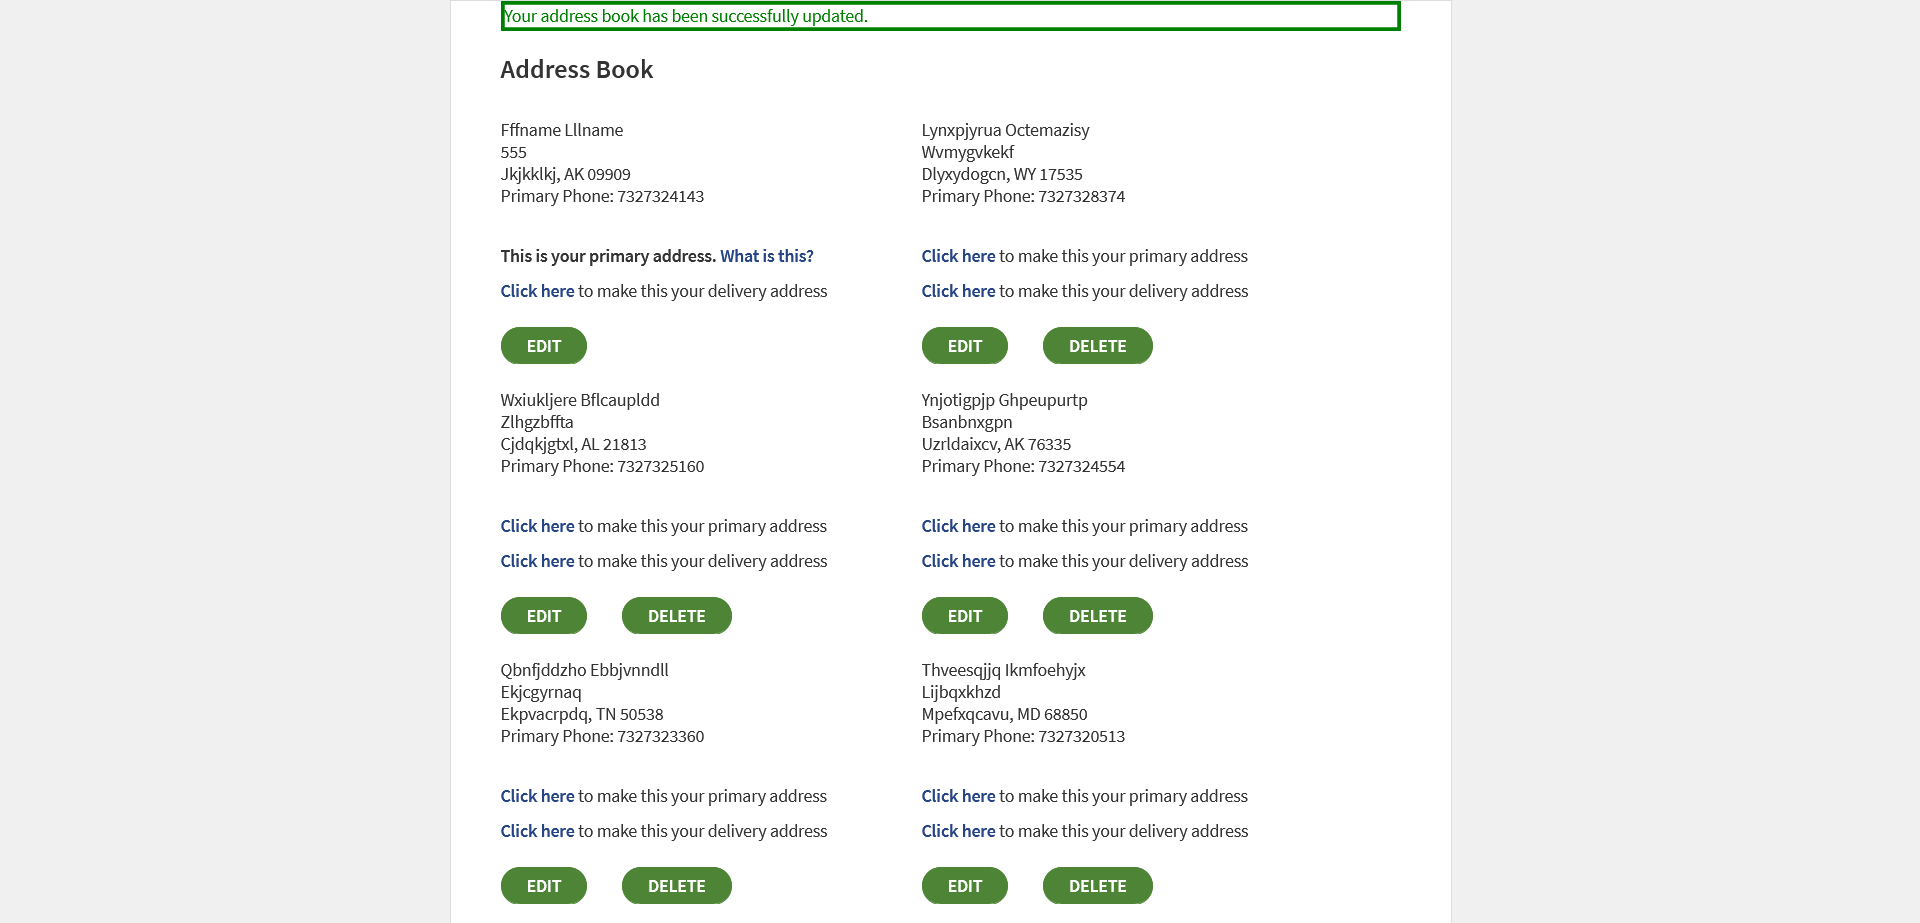 Your address book has been successfully updated.
Address Book
Fffname Lllname
555
Jkjkklkj, AK 09909
Primary Phone: 7327324143
This is your primary address. What is this?
Click here to make this your delivery address
EDIT
Lynxpjyrua Octemazisy
Wvmygvkekf
Dlyxydogcn, WY 17535
Primary Phone: 7327328374
Click here to make this your primary address
Click here to make this your delivery address
EDIT DELETE
Wxiukljere Bflcaupldd
Zlhgzbffta
Cjdqkjgtxl, AL 21813
Primary Phone: 7327325160
Click here to make this your primary address
Click here to make this your delivery address
EDIT DELETE
Ynjotigpjp Ghpeupurtp
Bsanbnxgpn
Uzrldaixcv, AK 76335
Primary Phone: 7327324554
Click here to make this your primary address
Click here to make this your delivery address
EDIT DELETE
Qbnfjddzho Ebbjvnndll
Ekjcgyrnaq
Ekpvacrpdq, TN 50538
Primary Phone: 7327323360
Click here to make this your primary address
Click here to make this your delivery address
EDIT DELETE
Thveesqjjq Ikmfoehyjx
Lijbqxkhzd
Mpefxqcavu, MD 68850
Primary Phone: 7327320513
Click here to make this your primary address
Click here to make this your delivery address
EDIT DELETE